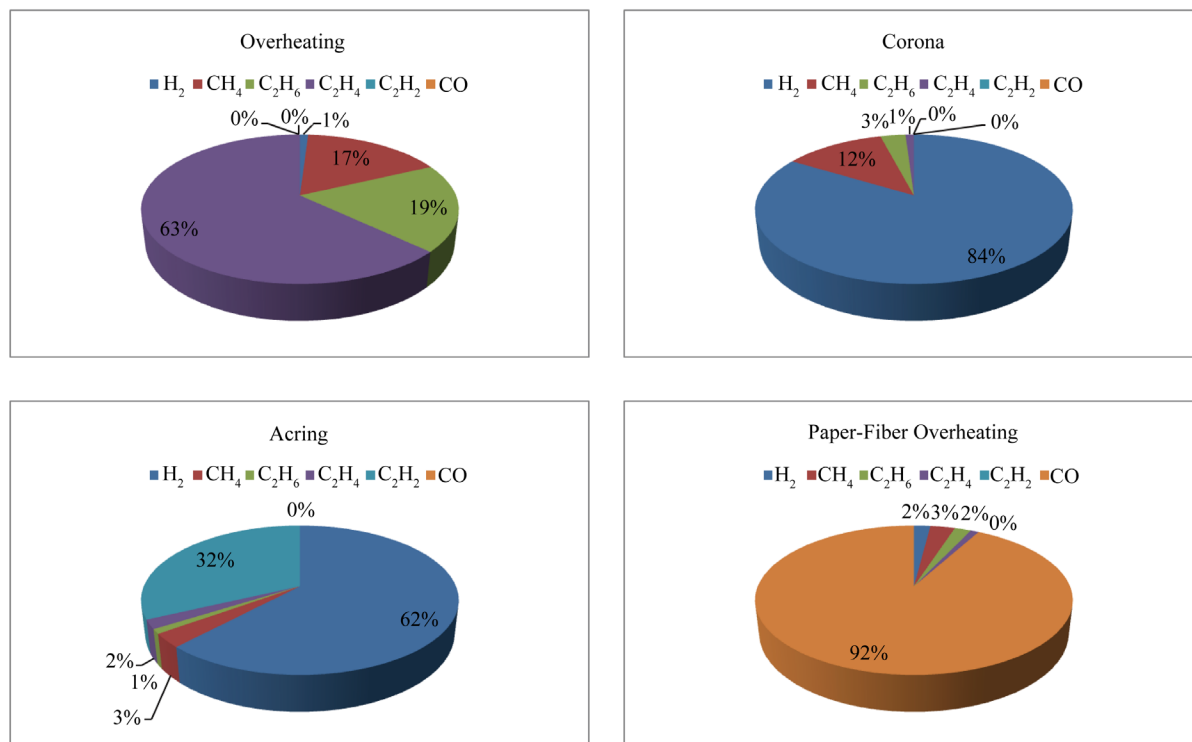 Overheating
H₂ CH₄ C₂H₆ C₂H₄ C₂H₂ CO
0% 0% 1%
17%
19%
63%
Corona
H₂ CH₄ C₂H₆ C₂H₄ C₂H₂ CO
3% 1% 0% 0%
12%
84%
Acring
H₂ CH₄ C₂H₆ C₂H₄ C₂H₂ CO
0%
32%
62%
2%
1%
3%
Paper-Fiber Overheating
H₂ CH₄ C₂H₆ C₂H₄ C₂H₂ CO
2% 3% 2% 0%
92%